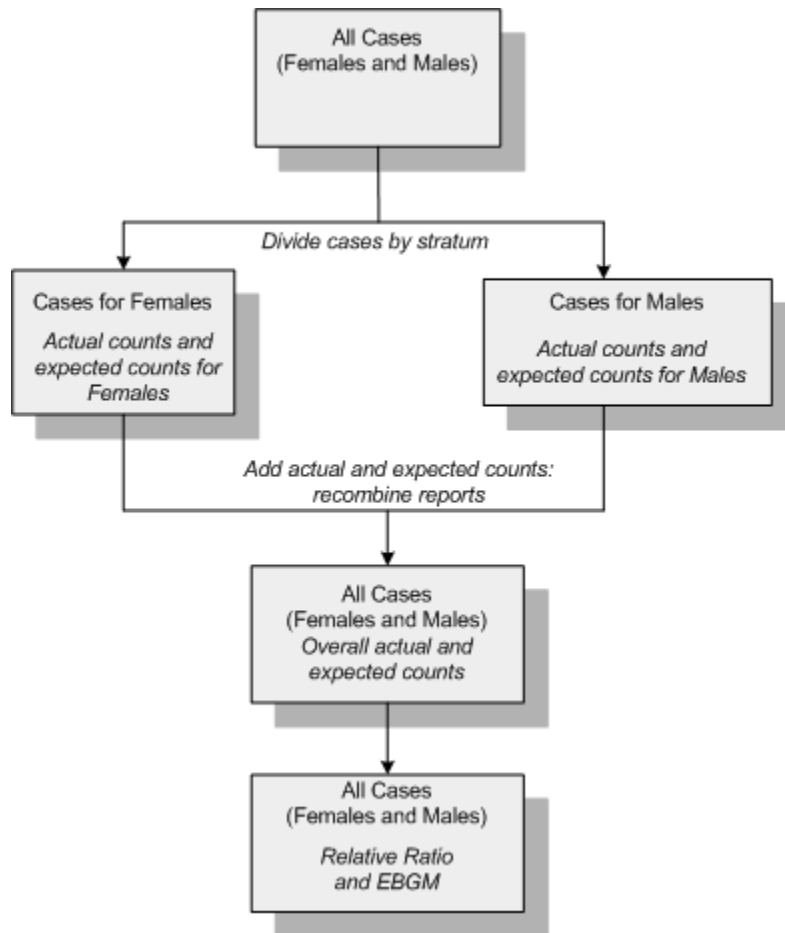 All Cases
(Females and Males)
Divide cases by stratum
Cases for Females
Actual counts and
expected counts for
Females
Cases for Males
Actual counts and
expected counts for Males
Add actual and expected counts:
recombine reports
All Cases
(Females and Males)
Overall actual and
expected counts
All Cases
(Females and Males)
Relative Ratio
and EBGM